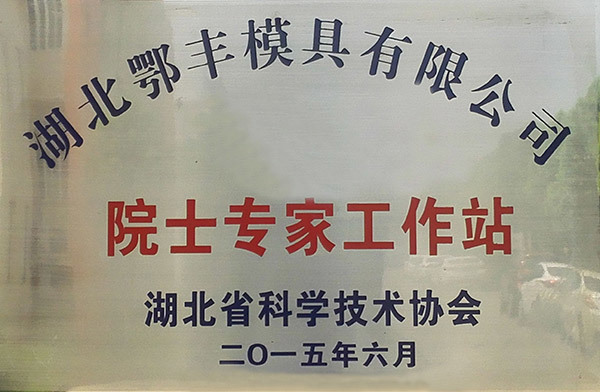 湖北鄂丰模具有限公司
院士专家工作站
湖北省科学技术协会
二〇一五年六月